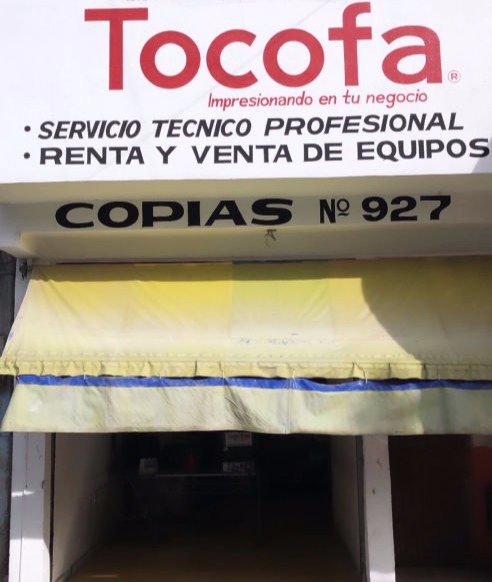 Tocofa®
Impresionando en tu negocio
• SERVICIO TECNICO PROFESIONAL
• RENTA Y VENTA DE EQUIPOS
COPIAS Nº 927